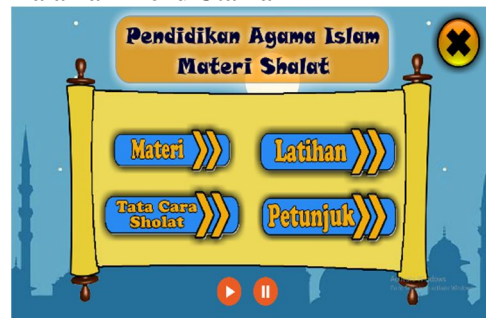 Pendidikan Agama Islam
Materi Shalat
Materi
Latihan
Tata Cara
Sholat
Petunjuk